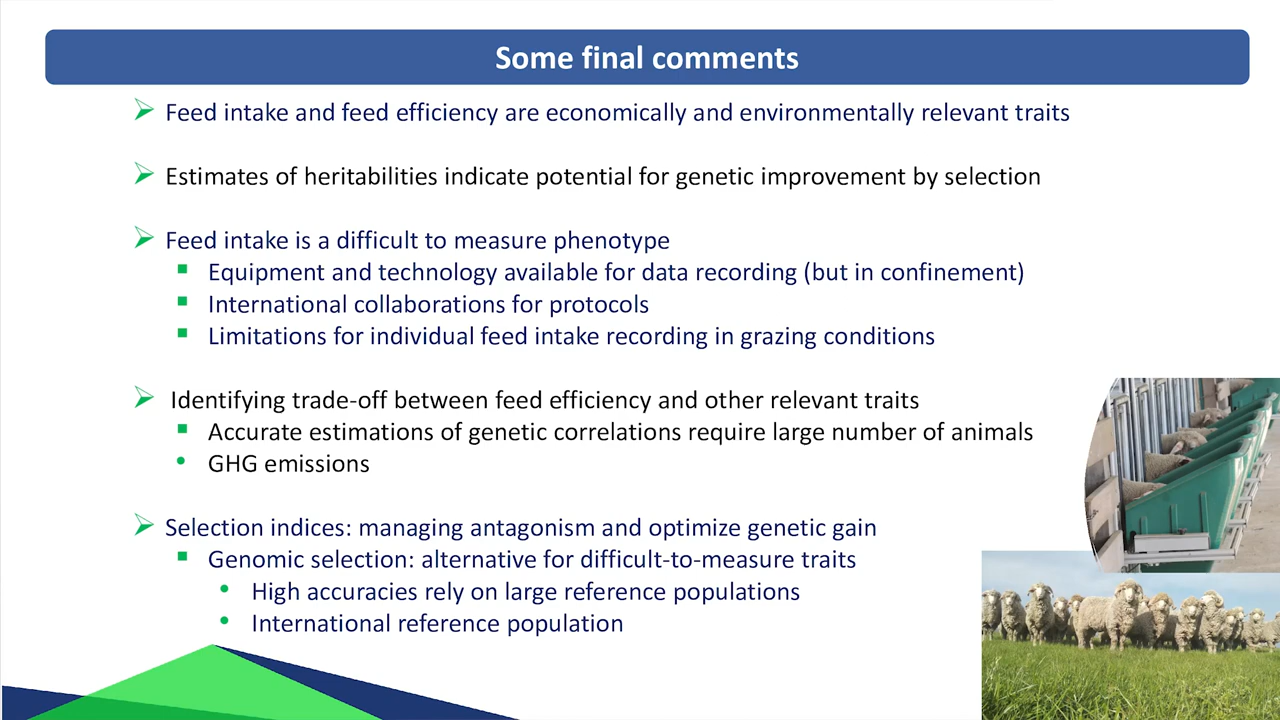 Some final comments
Feed intake and feed efficiency are economically and environmentally relevant traits
Estimates of heritabilities indicate potential for genetic improvement by selection
Feed intake is a difficult to measure phenotype
Equipment and technology available for data recording (but in confinement)
International collaborations for protocols
Limitations for individual feed intake recording in grazing conditions
Identifying trade-off between feed efficiency and other relevant traits
Accurate estimations of genetic correlations require large number of animals
GHG emissions
Selection indices: managing antagonism and optimize genetic gain
Genomic selection: alternative for difficult-to-measure traits
High accuracies rely on large reference populations
International reference population